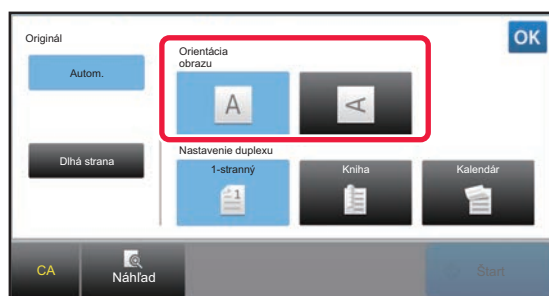 Originál
OK
Orientácia
obrazu
Autom.
A
A
Dlhá strana
Nastavenie duplexu
1-stranný
Kniha
Kalendár
1
CA
Náhľad
Štart